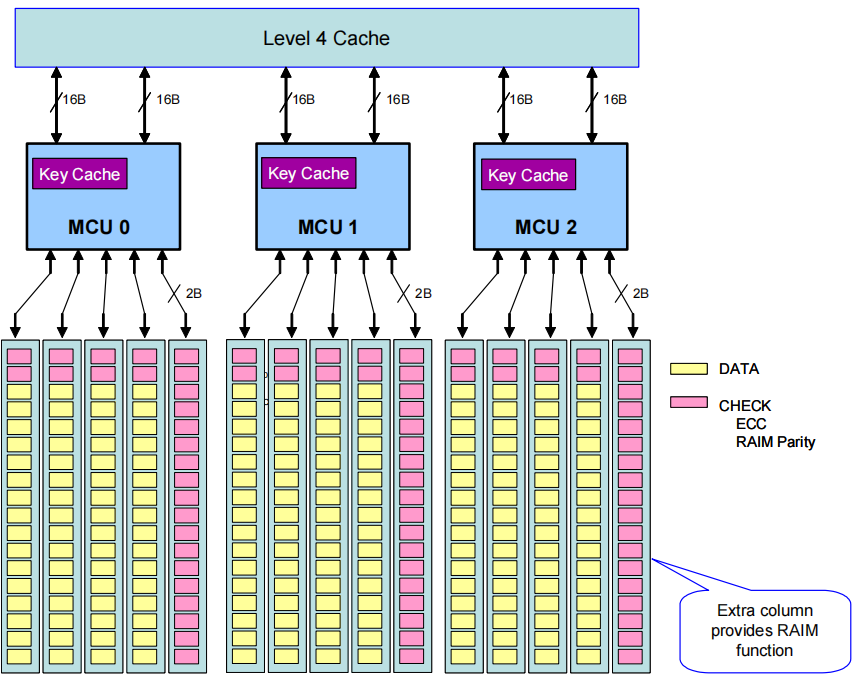 Level 4 Cache
16B
16B
16B
16B
16B
16B
Key Cache
Key Cache
Key Cache
MCU 0
MCU 1
MCU 2
2B
2B
2B
DATA
CHECK
ECC
RAIM Parity
Extra column
provides RAIM
function